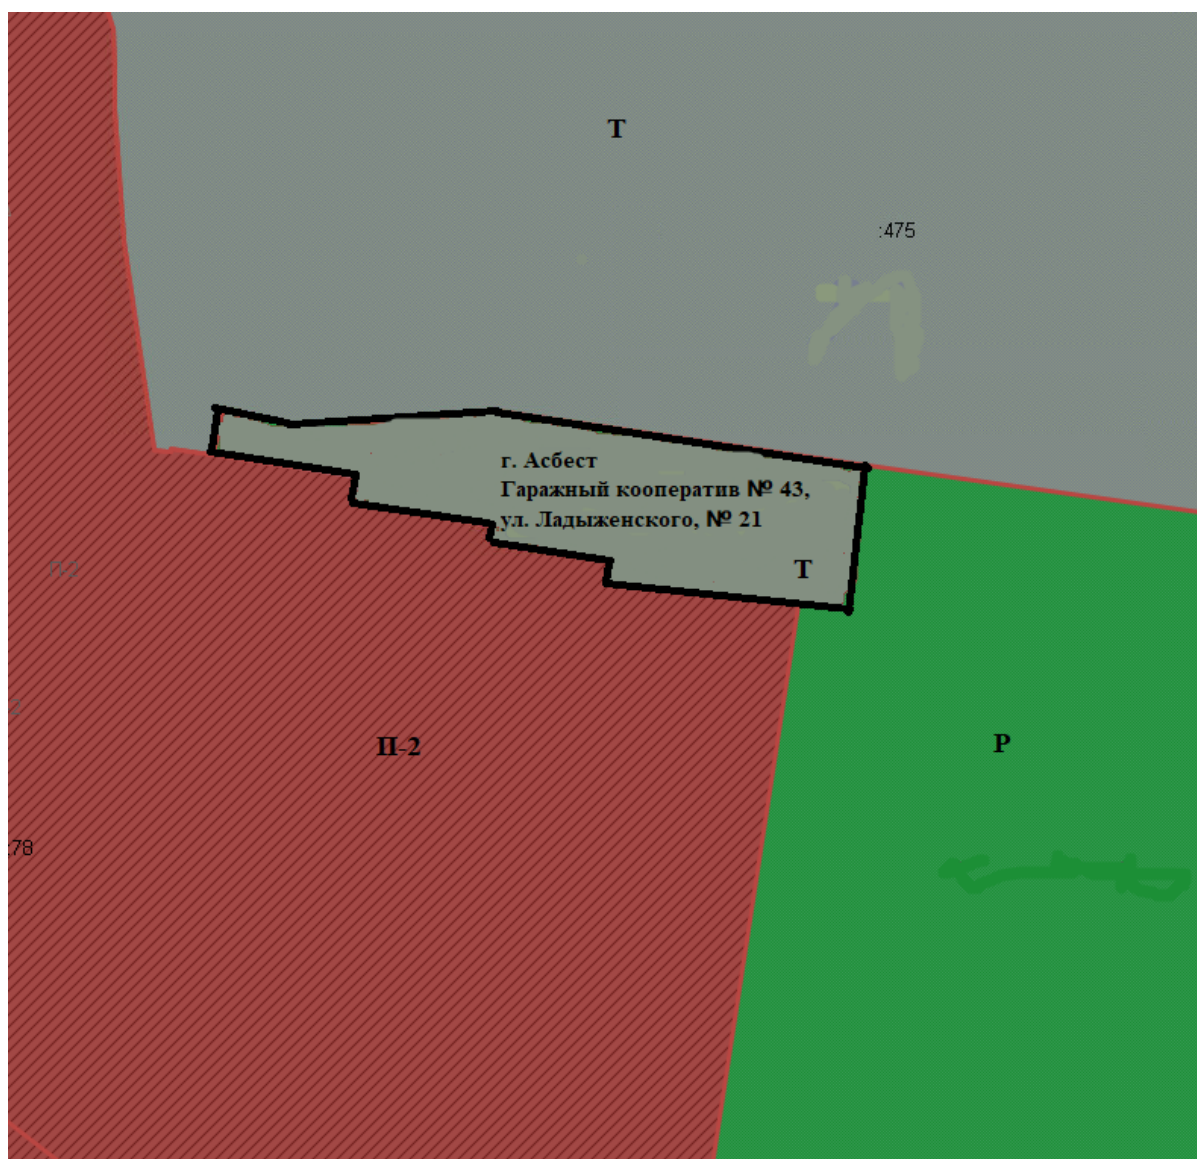 Т
:475
г. Асбест
Гаражный кооператив № 43,
ул. Ладыженского, № 21
Т
П-2
П-2
Р
:78